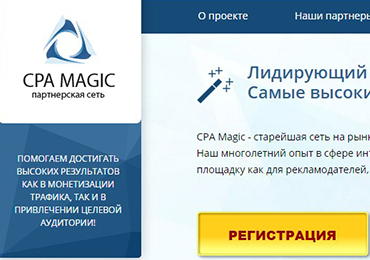 О проекте Наши партнеры
CPA MAGIC
партнерская сеть
ПОМОГАЕМ ДОСТИГАТЬ
ВЫСОКИХ РЕЗУЛЬТАТОВ
КАК В МОНЕТИЗАЦИИ
ТРАФИКА, ТАК И В
ПРИВЛЕЧЕНИИ ЦЕЛЕВОЙ
АУДИТОРИИ!
Лидирующий
Самые высоки
CPA Magic - старейшая сеть на рынк
Наш многолетний опыт в сфере инт
площадку как для рекламодателей,
РЕГИСТРАЦИЯ